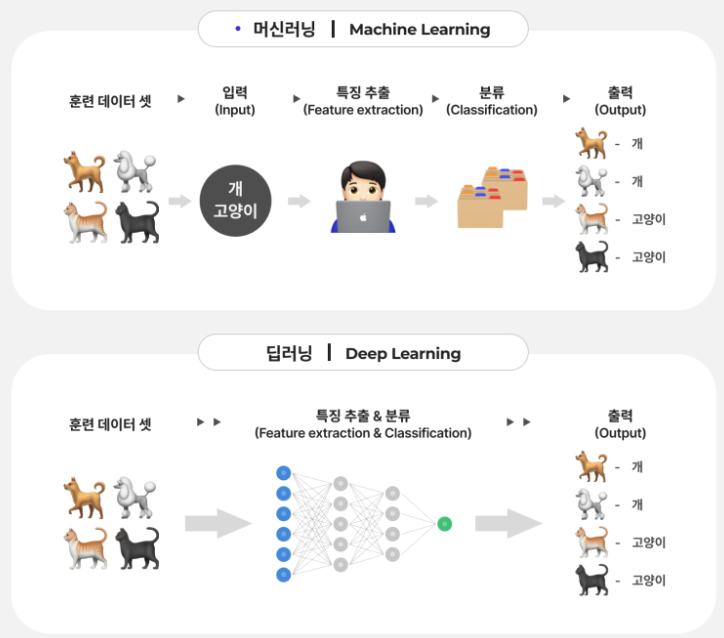 • 머신러닝 | Machine Learning
훈련 데이터 셋
입력
(Input)
특징 추출
(Feature extraction)
분류
(Classification)
출력
(Output)
개
고양이
- 개
- 개
- 고양이
- 고양이
딥러닝 | Deep Learning
훈련 데이터 셋
특징 추출 & 분류
(Feature extraction & Classification)
출력
(Output)
- 개
- 개
- 고양이
- 고양이